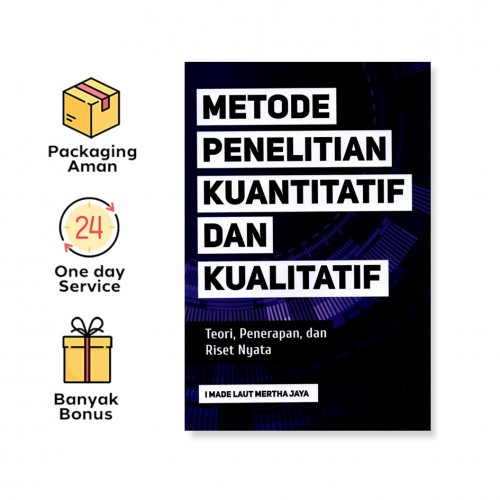 Packaging
Aman
24
One day
Service
Banyak
Bonus
METODE
PENELITIAN
KUANTITATIF
DAN
KUALITATIF
Teori, Penerapan, dan
Riset Nyata
I MADE LAUT MERTHA JAYA